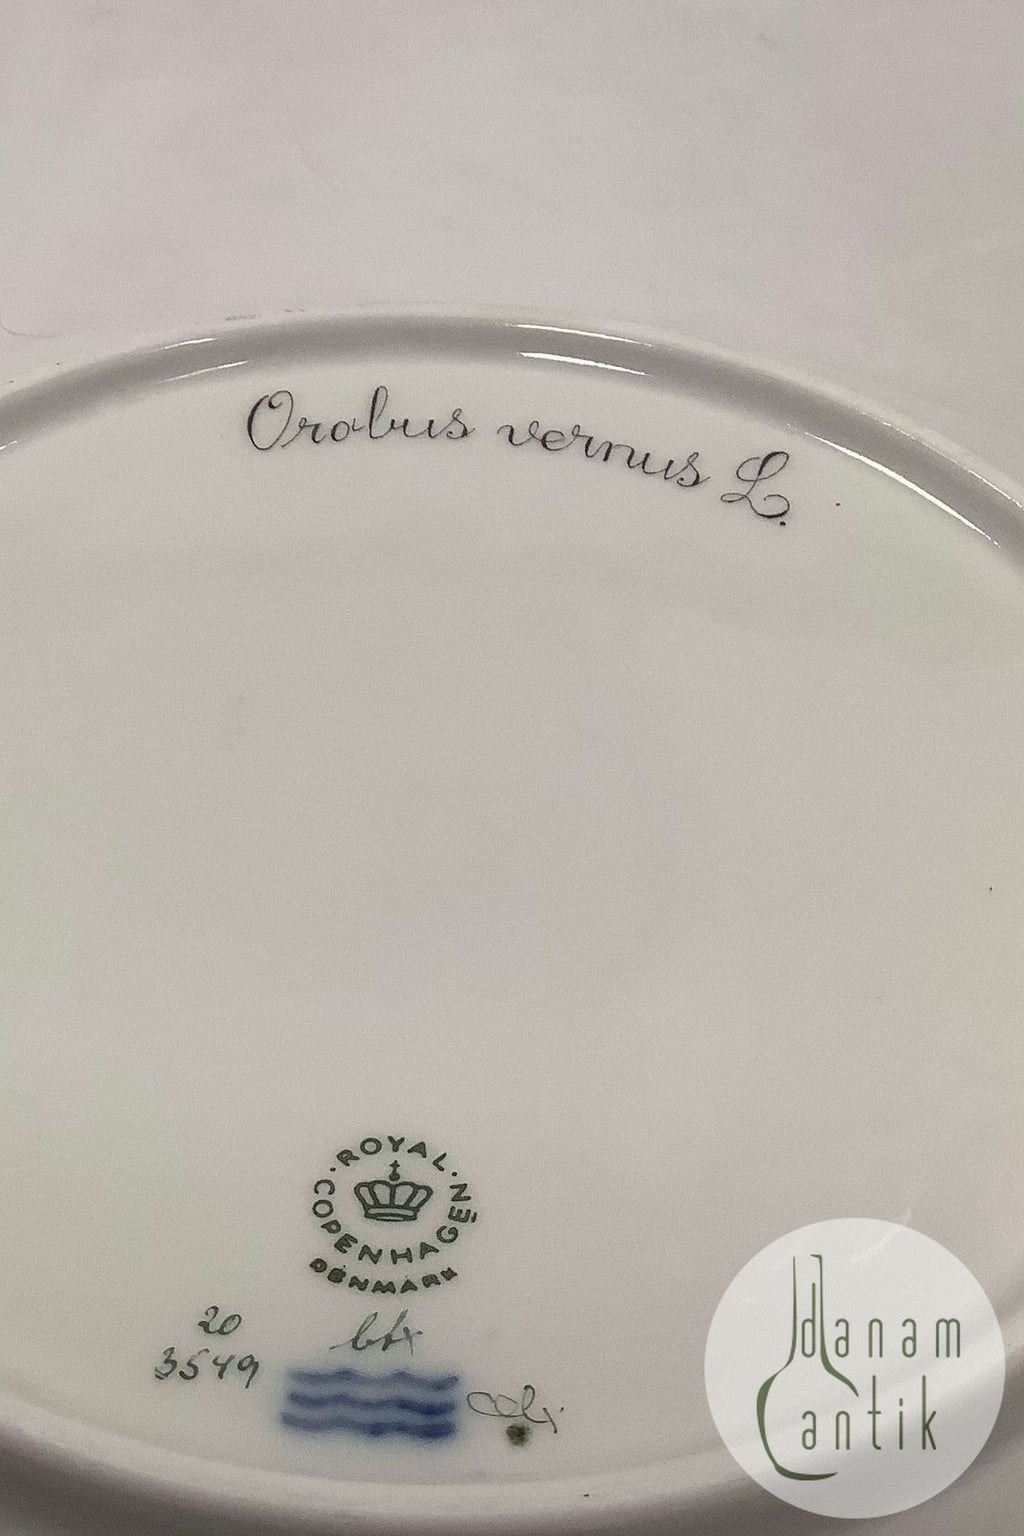 Orobus vernus L.
ROYAL COPENHAGEN
DENMARK
20
3549
danam
antik